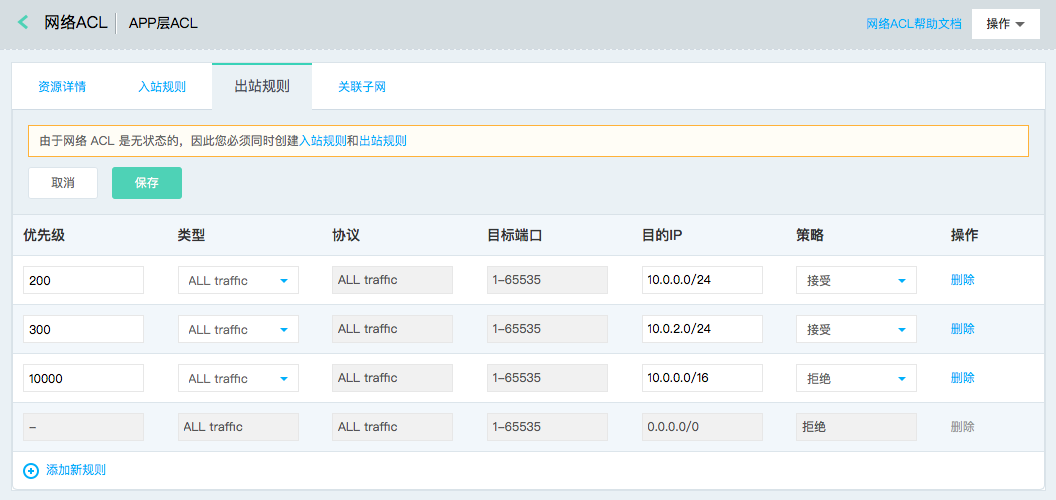 网络ACL APP层ACL 网络ACL帮助文档 操作
资源详情 入站规则 出站规则 关联子网
由于网络 ACL 是无状态的，因此您必须同时创建入站规则和出站规则
取消 保存
优先级 类型 协议 目标端口 目的IP 策略 操作
200 ALL traffic ALL traffic 1-65535 10.0.0.0/24 接受 删除
300 ALL traffic ALL traffic 1-65535 10.0.2.0/24 接受 删除
10000 ALL traffic ALL traffic 1-65535 10.0.0.0/16 拒绝 删除
- ALL traffic ALL traffic 1-65535 0.0.0.0/0 拒绝 删除
添加新规则